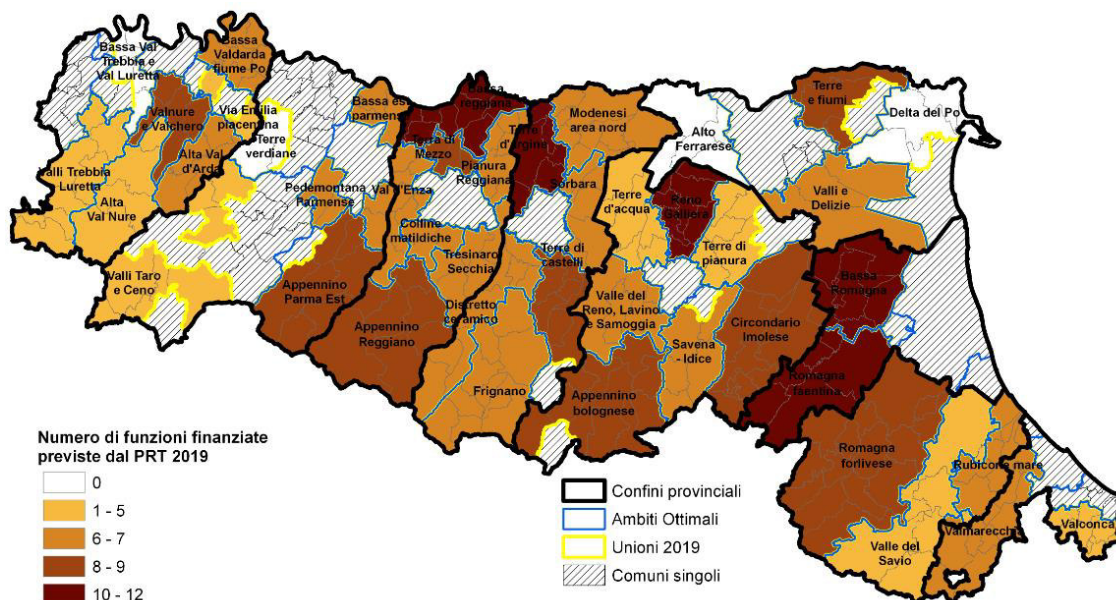 Bassa Val
Trebbia e
Val Luretta
Bassa
Valdarda
fiume Po
Valnure
e Valchero
Via Emilia
piacentina
Terre
verdiane
Alta Val
d'Arda
Valli Trebbia
Luretta
Alta
Val Nure
Valli Taro
e Ceno
Bassa est
parmense
Pedemontana
Parmense
Appennino
Parma Est
Val d'Enza
Terra di
Mezzo
Bassa
reggiana
Pianura
Reggiana
Colline
matildiche
Tresinaro
Secchia
Appennino
Reggiano
Terre
d'argine
Modenesi
area nord
Sorbara
Terre di
castelli
Distretto
ceramico
Frignano
Terre
d'acqua
Reno
Galliera
Terre di
pianura
Valle del
Reno, Lavino
e Samoggia
Savena
- Idice
Appennino
bolognese
Circondario
Imolese
Alto
Ferrarese
Terre
e fiumi
Delta del Po
Valli e
Delizie
Bassa
Romagna
Romagna
faentina
Romagna
forlivese
Rubicone mare
Valle del
Savio
Valmarecchia
Valconca
Numero di funzioni finanziate
previste dal PRT 2019
0
1 - 5
6 - 7
8 - 9
10 - 12
Confini provinciali
Ambiti Ottimali
Unioni 2019
Comuni singoli